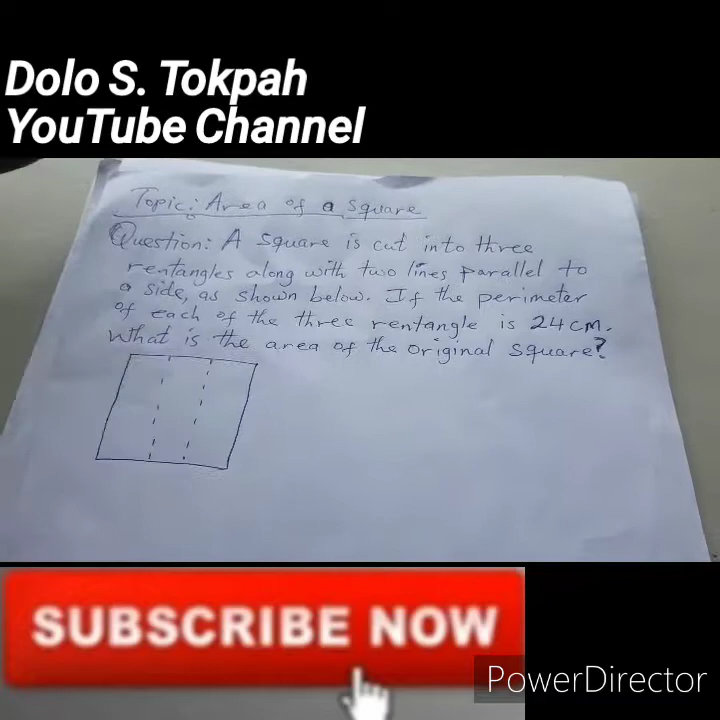 Dolo S. Tokpah
YouTube Channel
Topic: Area of a square
Question: A square is cut into three
rentangles along with two lines parallel to
a side, as shown below. If the perimeter
of each of the three rentangle is 24cm.
What is the area of the original square?
SUBSCRIBE NOW
PowerDirector